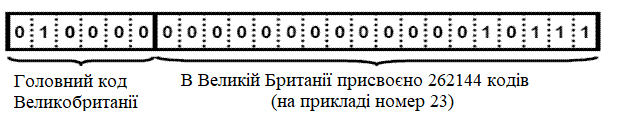 0 1 0 0 0 0 0 0 0 0 0 0 0 0 0 0 0 0 0 1 0 1 1 1
Головний код
Великобританії
В Великій Британії присвоєно 262144 кодів
(на прикладі номер 23)